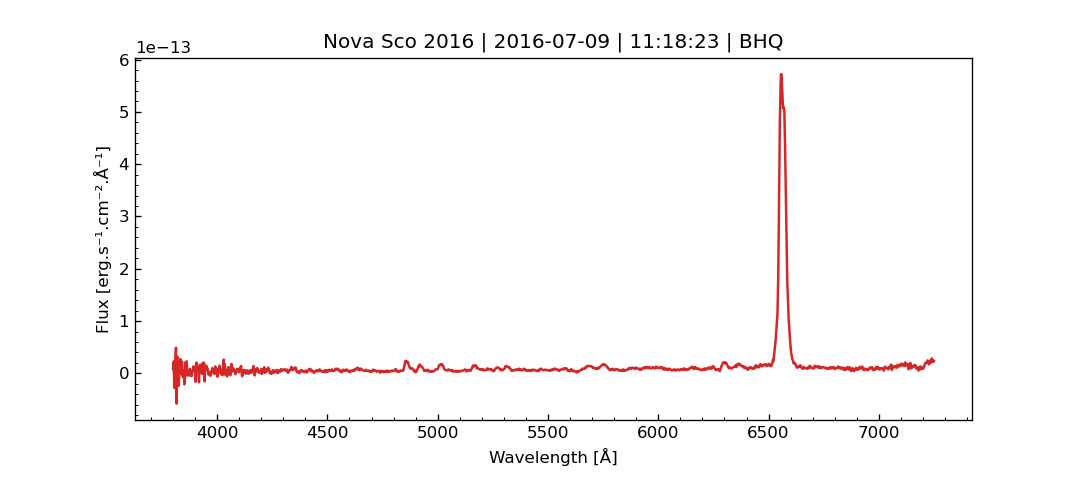 Nova Sco 2016 | 2016-07-09 | 11:18:23 | BHQ
1e−13
6
5
4
3
2
1
0
Flux [erg.s⁻¹.cm⁻².Å⁻¹]
4000 4500 5000 5500 6000 6500 7000
Wavelength [Å]